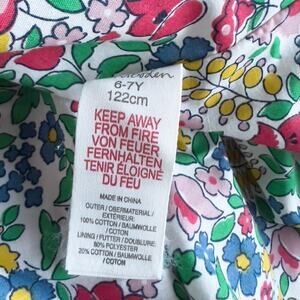 6-7Y
122cm
KEEP AWAY
FROM FIRE
VON FEUER
FERNHALTEN
TENIR ÉLOIGNÉ
DU FEU
MADE IN CHINA
OUTER / OBERMATERIAL /
EXTÉRIEUR:
100% COTTON / BAUMWOLLE
/ COTON
LINING / FUTTER / DOUBLURE:
80% POLYESTER
20% COTTON / BAUMWOLLE
/ COTON